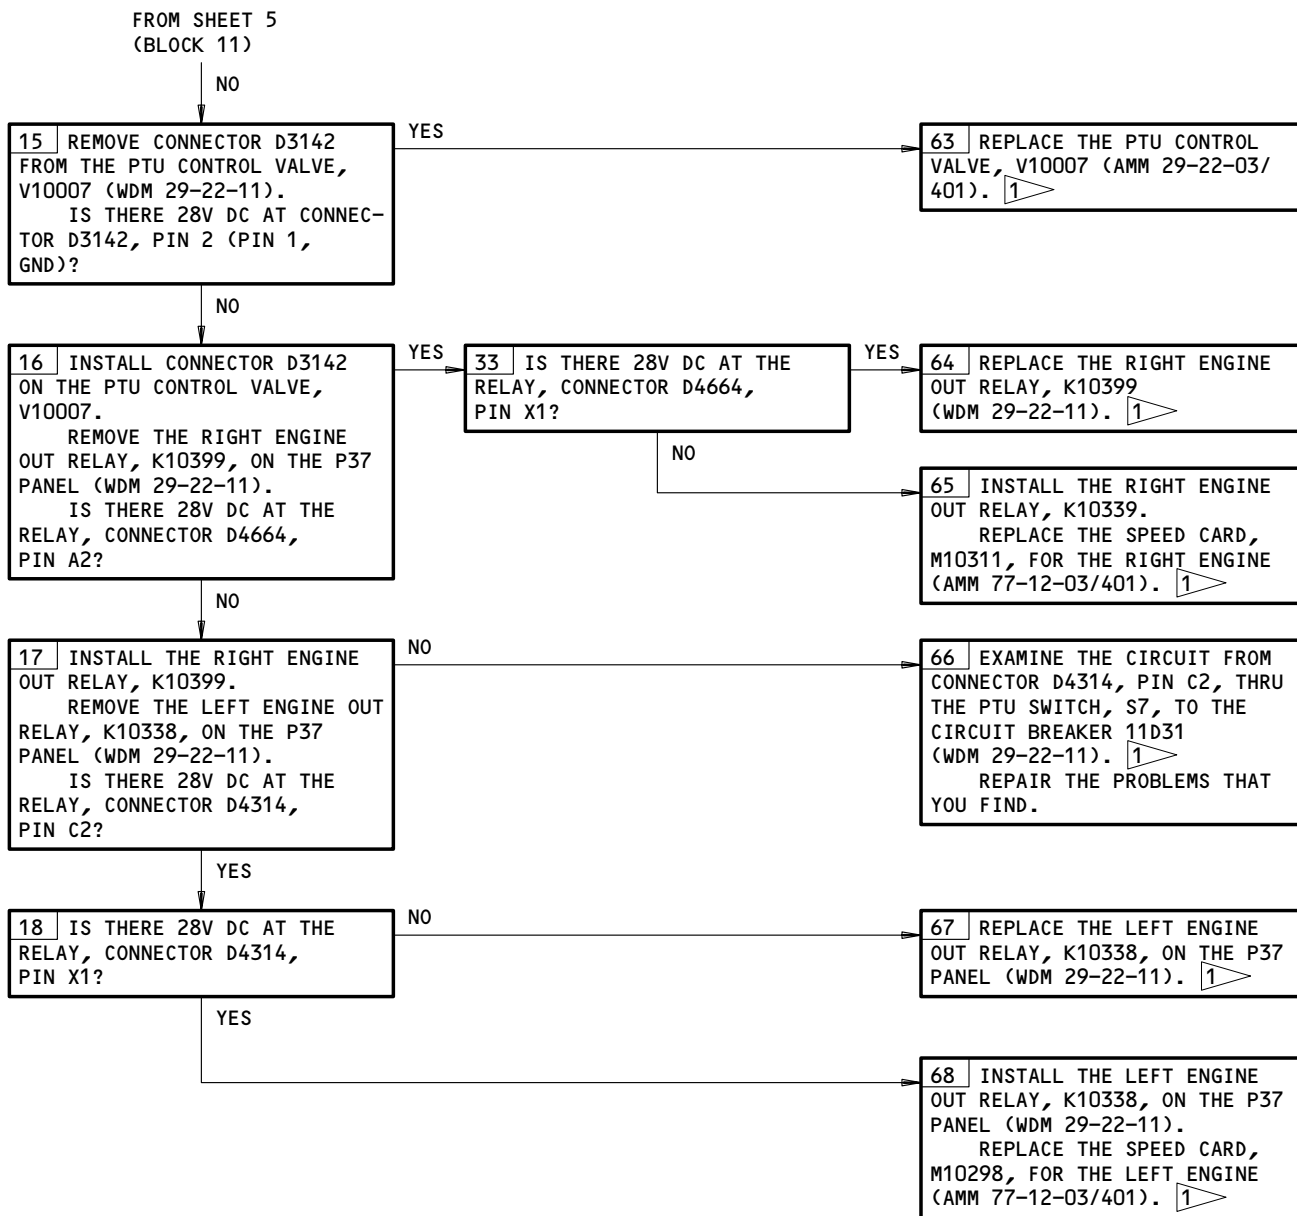 FROM SHEET 5
(BLOCK 11)
NO
15 REMOVE CONNECTOR D3142
FROM THE PTU CONTROL VALVE,
V10007 (WDM 29-22-11).
IS THERE 28V DC AT CONNEC-
TOR D3142, PIN 2 (PIN 1,
GND)?
YES
63 REPLACE THE PTU CONTROL
VALVE, V10007 (AMM 29-22-03/
401). 1
NO
16 INSTALL CONNECTOR D3142
ON THE PTU CONTROL VALVE,
V10007.
REMOVE THE RIGHT ENGINE
OUT RELAY, K10399, ON THE P37
PANEL (WDM 29-22-11).
IS THERE 28V DC AT THE
RELAY, CONNECTOR D4664,
PIN A2?
YES
33 IS THERE 28V DC AT THE
RELAY, CONNECTOR D4664,
PIN X1?
YES
64 REPLACE THE RIGHT ENGINE
OUT RELAY, K10399
(WDM 29-22-11). 1
NO
65 INSTALL THE RIGHT ENGINE
OUT RELAY, K10339.
REPLACE THE SPEED CARD,
M10311, FOR THE RIGHT ENGINE
(AMM 77-12-03/401). 1
NO
17 INSTALL THE RIGHT ENGINE
OUT RELAY, K10399.
REMOVE THE LEFT ENGINE OUT
RELAY, K10338, ON THE P37
PANEL (WDM 29-22-11).
IS THERE 28V DC AT THE
RELAY, CONNECTOR D4314,
PIN C2?
NO
66 EXAMINE THE CIRCUIT FROM
CONNECTOR D4314, PIN C2, THRU
THE PTU SWITCH, S7, TO THE
CIRCUIT BREAKER 11D31
(WDM 29-22-11). 1
REPAIR THE PROBLEMS THAT
YOU FIND.
YES
18 IS THERE 28V DC AT THE
RELAY, CONNECTOR D4314,
PIN X1?
NO
67 REPLACE THE LEFT ENGINE
OUT RELAY, K10338, ON THE P37
PANEL (WDM 29-22-11). 1
YES
68 INSTALL THE LEFT ENGINE
OUT RELAY, K10338, ON THE P37
PANEL (WDM 29-22-11).
REPLACE THE SPEED CARD,
M10298, FOR THE LEFT ENGINE
(AMM 77-12-03/401). 1